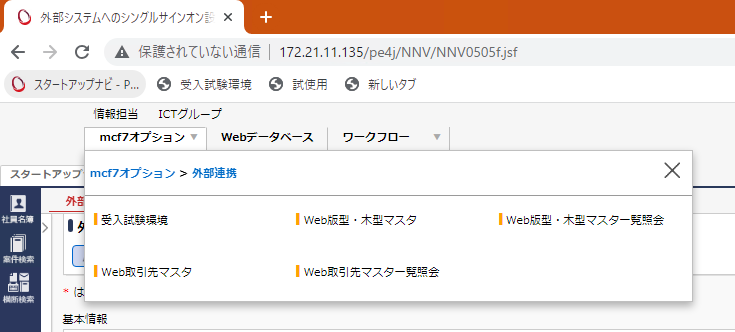 外部システムへのシングルサインオン設
保護されていない通信 172.21.11.135/pe4j/NNV/NNV0505f.jsf
スタートアップナビ - P... 受入試験環境 試使用 新しいタブ
情報担当 ICTグループ
mcf7オプション Webデータベース ワークフロー
スタートアップ
mcf7オプション > 外部連携
社員名簿
外部
受入試験環境 Web版型・木型マスタ Web版型・木型マスター覧照会
案件検索
Web取引先マスタ Web取引先マスター覧照会
横断検索
* は
基本情報